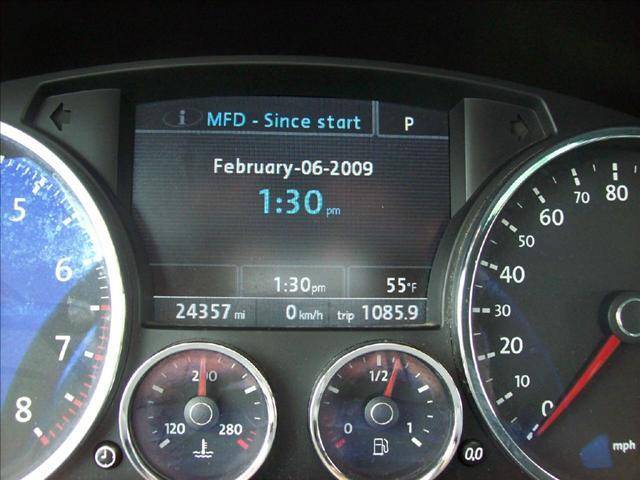 MFD - Since start P
February-06-2009
1:30 pm
1:30pm 55°F
24357 mi 0 km/h trip 1085.9
5
6
7
8
120 200 280
0 1/2 1
0,0
0
10
20
30
40
50
60
70
80
mph